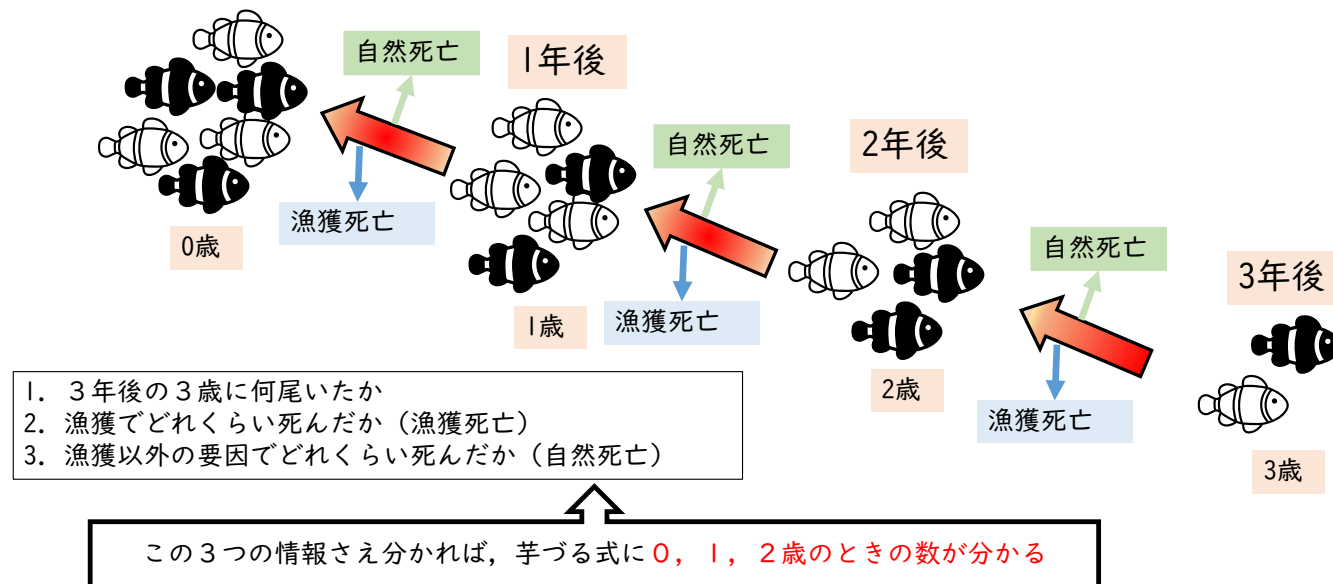 自然死亡
1年後
自然死亡
2年後
漁獲死亡
0歳
自然死亡
3年後
1歳
漁獲死亡
2歳
漁獲死亡
3歳
1. ３年後の３歳に何尾いたか
2. 漁獲でどれくらい死んだか（漁獲死亡）
3. 漁獲以外の要因でどれくらい死んだか（自然死亡）
この３つの情報さえ分かれば，芋づる式に０，１，２歳のときの数が分かる